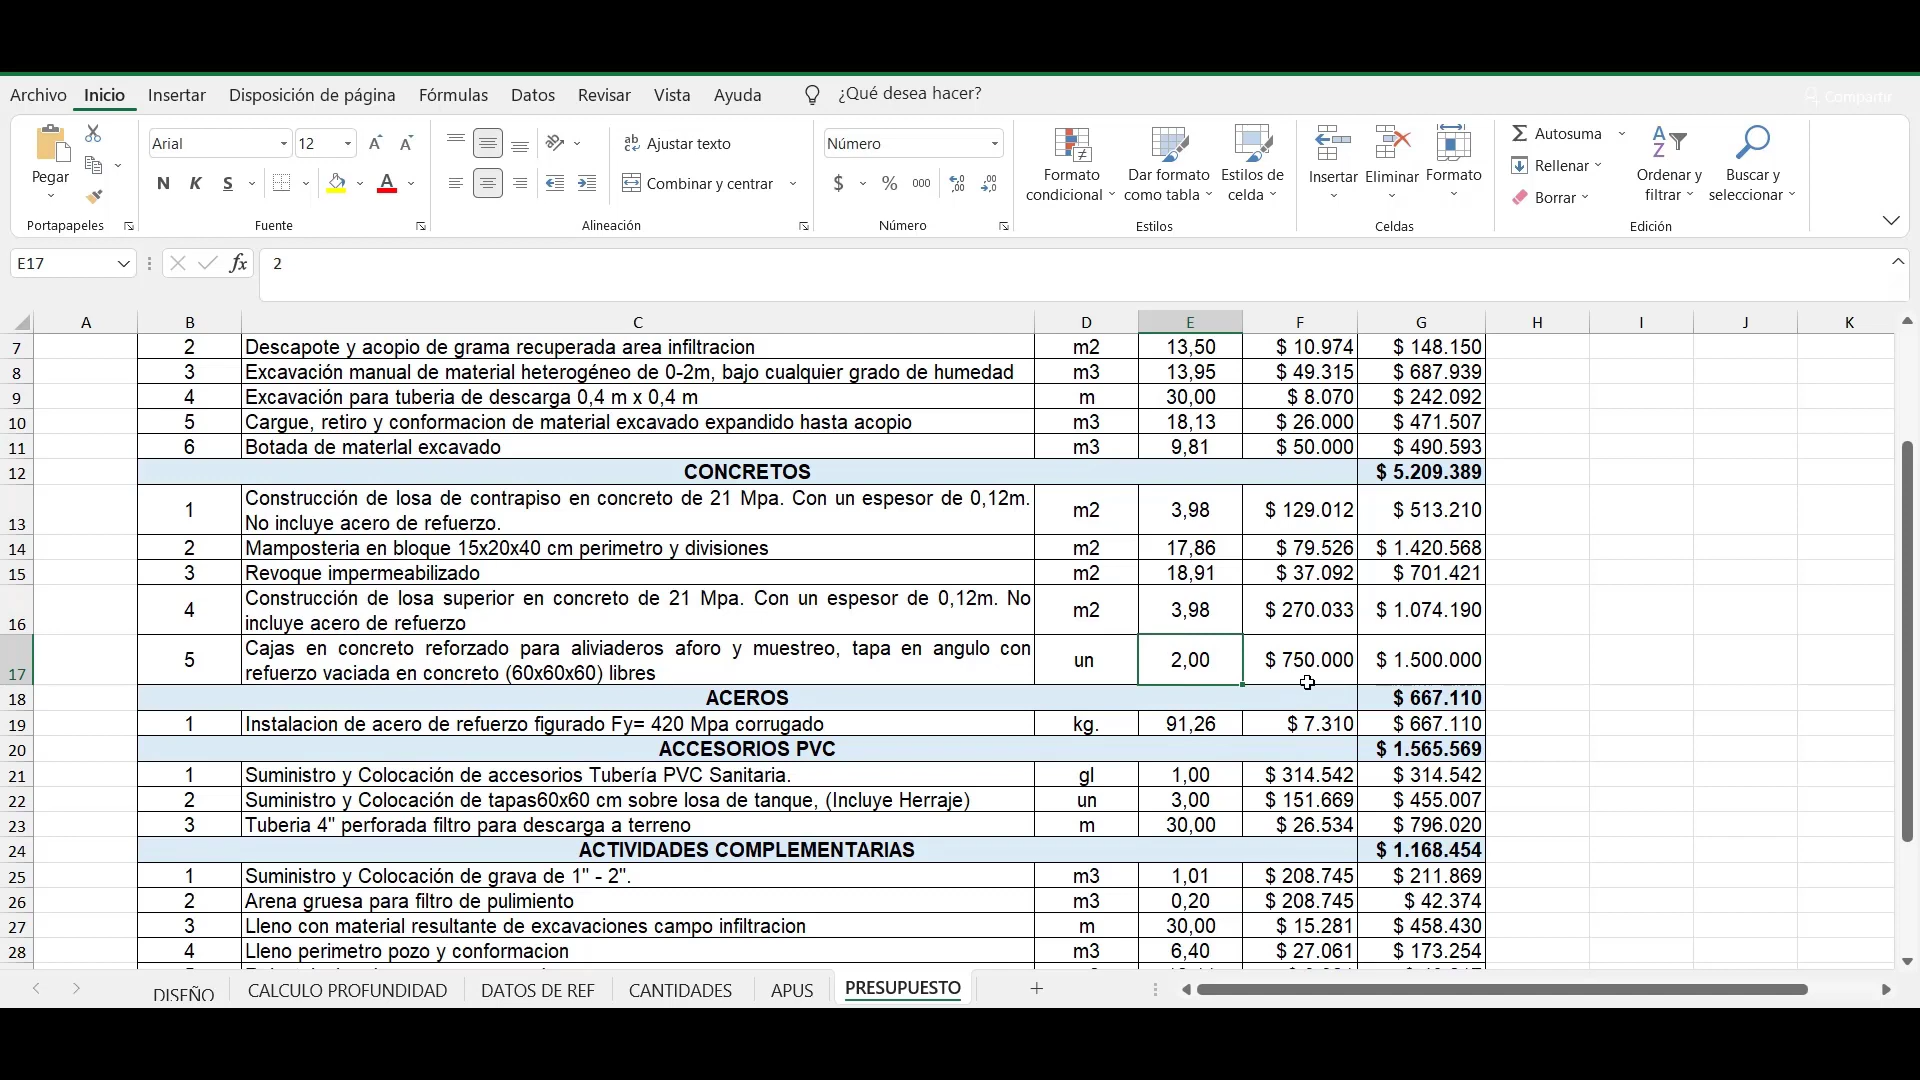 Archivo Inicio Insertar Disposición de página Fórmulas Datos Revisar Vista Ayuda ¿Qué desea hacer? Compartir
Pegar
Portapapeles
Arial 12
N K S
Fuente
Ajustar texto
Combinar y centrar
Alineación
Número
$ % 000
Número
Formato condicional
Dar formato como tabla
Estilos de celda
Estilos
Insertar Eliminar Formato
Celdas
Autosuma
Rellenar
Borrar
Ordenar y filtrar
Buscar y seleccionar
Edición
E17 fx 2
A B C D E F G H I J K
7 2 Descapote y acopio de grama recuperada area infiltracion m2 13,50 $ 10.974 $ 148.150
8 3 Excavación manual de material heterogéneo de 0-2m, bajo cualquier grado de humedad m3 13,95 $ 49.315 $ 687.939
9 4 Excavación para tuberia de descarga 0,4 m x 0,4 m m 30,00 $ 8.070 $ 242.092
10 5 Cargue, retiro y conformacion de material excavado expandido hasta acopio m3 18,13 $ 26.000 $ 471.507
11 6 Botada de materlal excavado m3 9,81 $ 50.000 $ 490.593
12 CONCRETOS $ 5.209.389
13 1 Construcción de losa de contrapiso en concreto de 21 Mpa. Con un espesor de 0,12m.
No incluye acero de refuerzo. m2 3,98 $ 129.012 $ 513.210
14 2 Mamposteria en bloque 15x20x40 cm perimetro y divisiones m2 17,86 $ 79.526 $ 1.420.568
15 3 Revoque impermeabilizado m2 18,91 $ 37.092 $ 701.421
16 4 Construcción de losa superior en concreto de 21 Mpa. Con un espesor de 0,12m. No
incluye acero de refuerzo m2 3,98 $ 270.033 $ 1.074.190
17 5 Cajas en concreto reforzado para aliviaderos aforo y muestreo, tapa en angulo con
refuerzo vaciada en concreto (60x60x60) libres un 2,00 $ 750.000 $ 1.500.000
18 ACEROS $ 667.110
19 1 Instalacion de acero de refuerzo figurado Fy= 420 Mpa corrugado kg. 91,26 $ 7.310 $ 667.110
20 ACCESORIOS PVC $ 1.565.569
21 1 Suministro y Colocación de accesorios Tubería PVC Sanitaria. gl 1,00 $ 314.542 $ 314.542
22 2 Suministro y Colocación de tapas60x60 cm sobre losa de tanque, (Incluye Herraje) un 3,00 $ 151.669 $ 455.007
23 3 Tuberia 4" perforada filtro para descarga a terreno m 30,00 $ 26.534 $ 796.020
24 ACTIVIDADES COMPLEMENTARIAS $ 1.168.454
25 1 Suministro y Colocación de grava de 1" - 2". m3 1,01 $ 208.745 $ 211.869
26 2 Arena gruesa para filtro de pulimiento m3 0,20 $ 208.745 $ 42.374
27 3 Lleno con material resultante de excavaciones campo infiltracion m 30,00 $ 15.281 $ 458.430
28 4 Lleno perimetro pozo y conformacion m3 6,40 $ 27.061 $ 173.254
DISEÑO CALCULO PROFUNDIDAD DATOS DE REF CANTIDADES APUS PRESUPUESTO